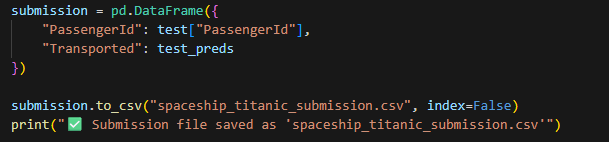 submission = pd.DataFrame({
    "PassengerId": test["PassengerId"],
    "Transported": test_preds
})

submission.to_csv("spaceship_titanic_submission.csv", index=False)
print("✅ Submission file saved as 'spaceship_titanic_submission.csv'")